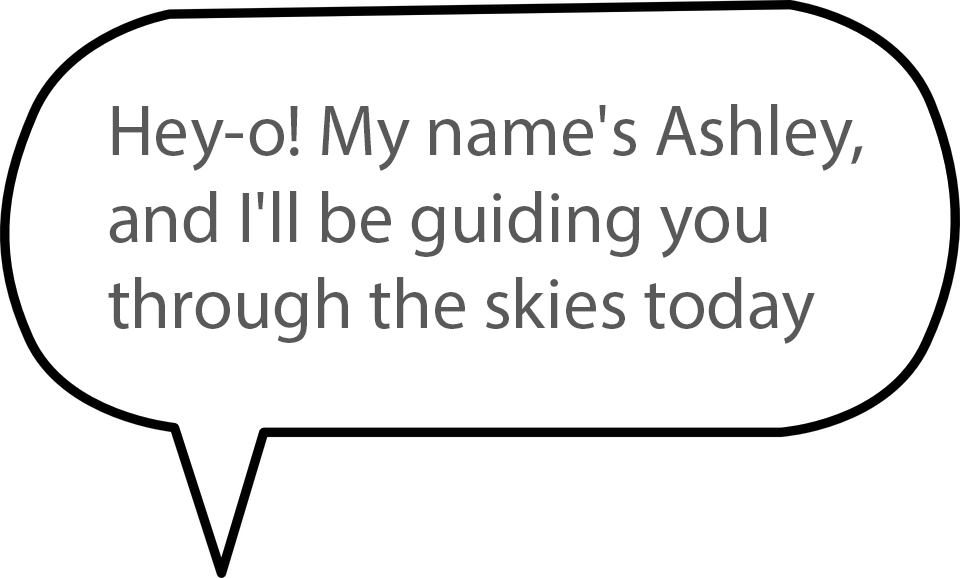 Hey-o! My name's Ashley,
and I'll be guiding you
through the skies today